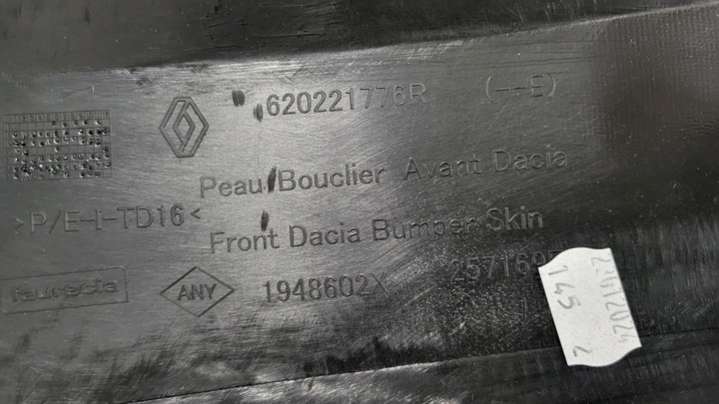 620221776R (--E)
Peau Bouclier Avant Dacia
>P/E-I-TD16<
Front Dacia Bumper Skin
faurecia
ANY 1948602X
145 2